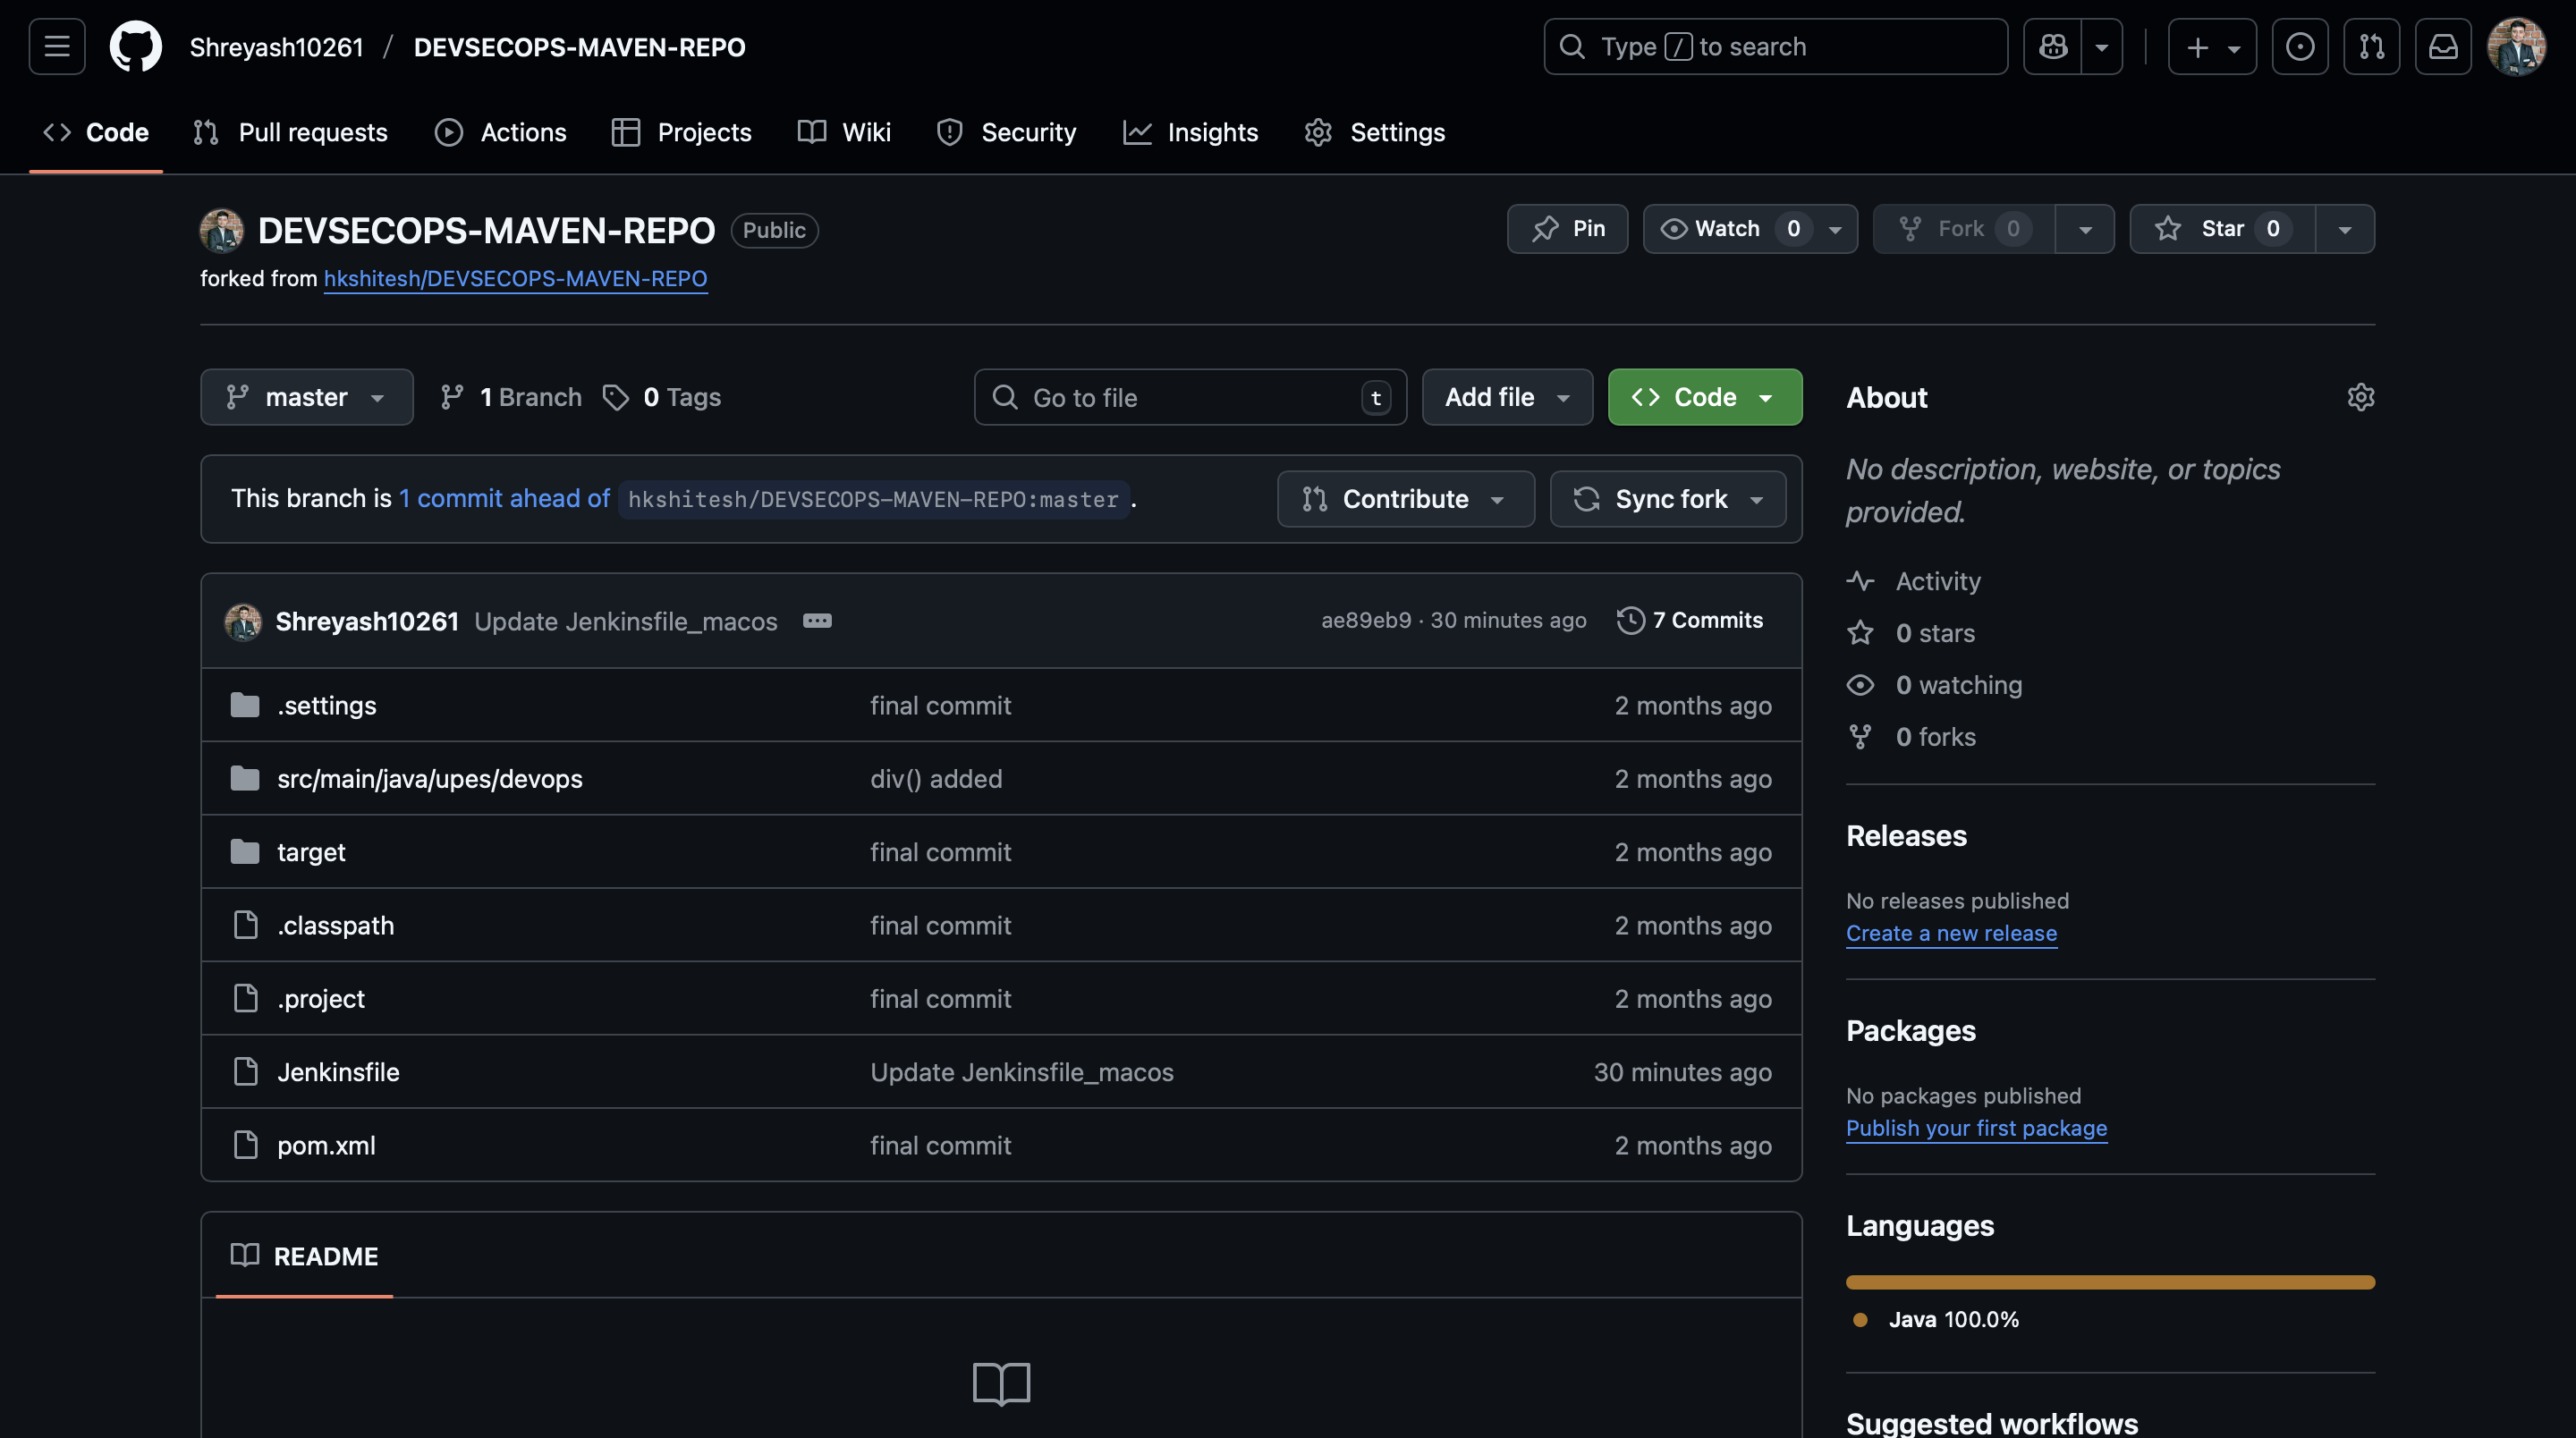 Shreyash10261 / DEVSECOPS-MAVEN-REPO
Type / to search
Code
Pull requests
Actions
Projects
Wiki
Security
Insights
Settings
DEVSECOPS-MAVEN-REPO Public
Pin
Watch 0
Fork 0
Star 0
forked from hkshitesh/DEVSECOPS-MAVEN-REPO
master
1 Branch
0 Tags
Go to file t
Add file
Code
This branch is 1 commit ahead of hkshitesh/DEVSECOPS-MAVEN-REPO:master .
Contribute
Sync fork
Shreyash10261 Update Jenkinsfile_macos
ae89eb9 · 30 minutes ago
7 Commits
.settings final commit 2 months ago
src/main/java/upes/devops div() added 2 months ago
target final commit 2 months ago
.classpath final commit 2 months ago
.project final commit 2 months ago
Jenkinsfile Update Jenkinsfile_macos 30 minutes ago
pom.xml final commit 2 months ago
README
About
No description, website, or topics
provided.
Activity
0 stars
0 watching
0 forks
Releases
No releases published
Create a new release
Packages
No packages published
Publish your first package
Languages
Java 100.0%
Suggested workflows